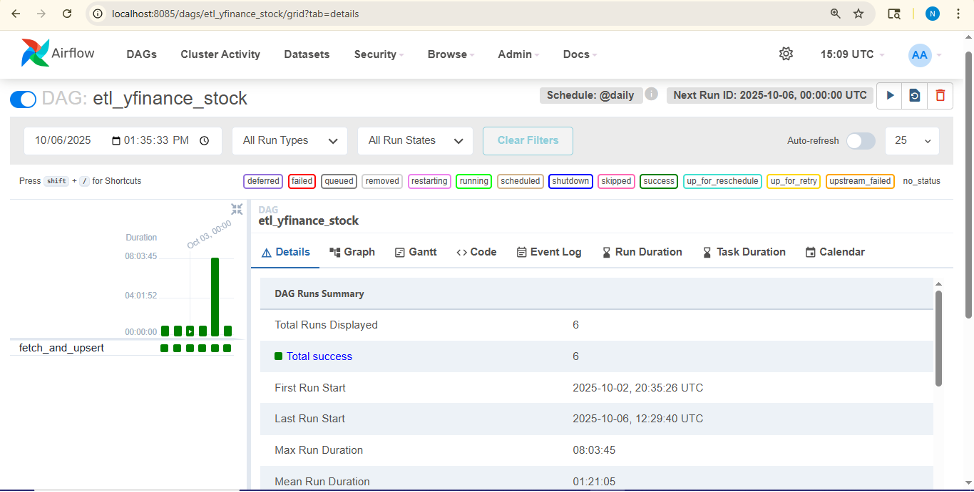 localhost:8085/dags/etl_yfinance_stock/grid?tab=details
N
Airflow
DAGs
Cluster Activity
Datasets
Security
Browse
Admin
Docs
15:09 UTC
AA
DAG: etl_yfinance_stock
Schedule: @daily
Next Run ID: 2025-10-06, 00:00:00 UTC
10/06/2025 01:35:33 PM
All Run Types
All Run States
Clear Filters
Auto-refresh
25
Press shift + / for Shortcuts
deferred
failed
queued
removed
restarting
running
scheduled
shutdown
skipped
success
up_for_reschedule
up_for_retry
upstream_failed
no_status
Duration
Oct 03, 00:00
08:03:45
04:01:52
00:00:00
fetch_and_upsert
DAG
etl_yfinance_stock
Details
Graph
Gantt
Code
Event Log
Run Duration
Task Duration
Calendar
DAG Runs Summary
Total Runs Displayed 6
Total success 6
First Run Start 2025-10-02, 20:35:26 UTC
Last Run Start 2025-10-06, 12:29:40 UTC
Max Run Duration 08:03:45
Mean Run Duration 01:21:05